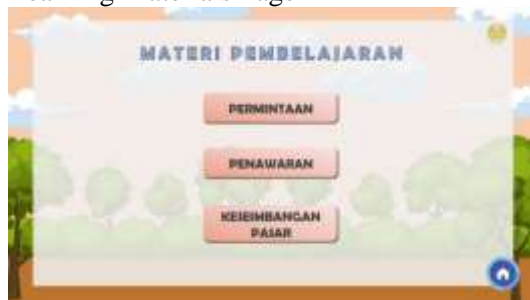 MATERI PEMBELAJARAN
PERMINTAAN
PENAWARAN
KESEIMBANGAN
PASAR